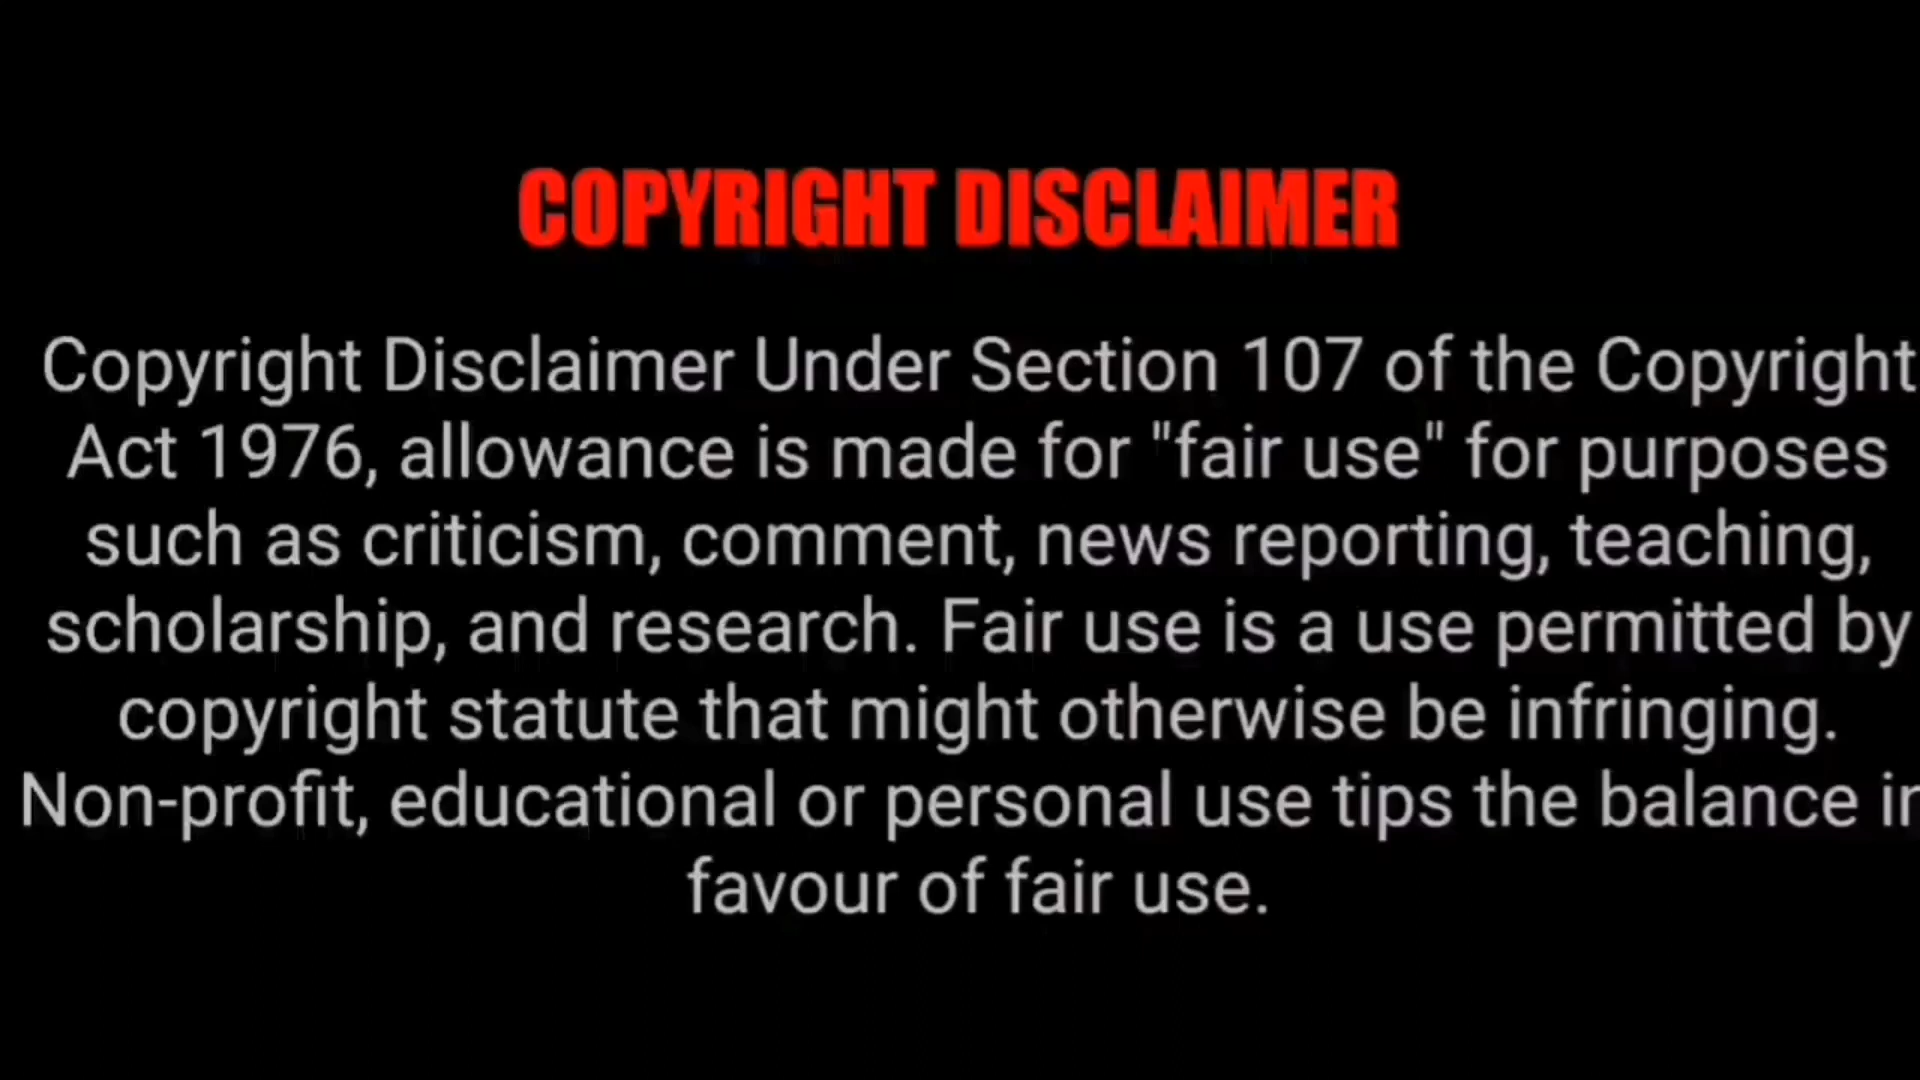 COPYRIGHT DISCLAIMER
Copyright Disclaimer Under Section 107 of the Copyright
Act 1976, allowance is made for "fair use" for purposes
such as criticism, comment, news reporting, teaching,
scholarship, and research. Fair use is a use permitted by
copyright statute that might otherwise be infringing.
Non-profit, educational or personal use tips the balance in
favour of fair use.